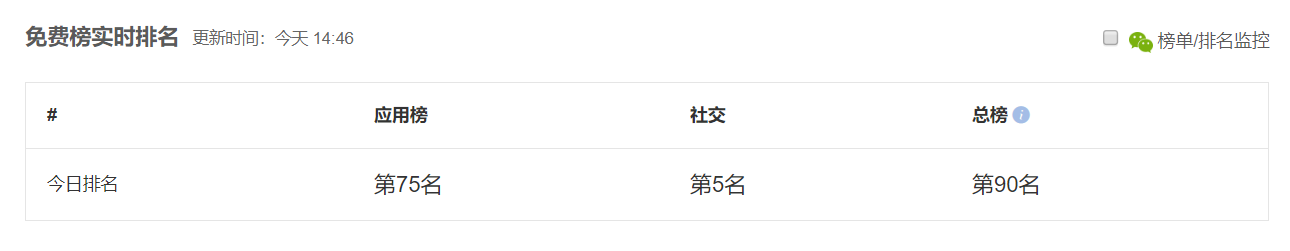 免费榜实时排名 更新时间：今天 14:46 榜单/排名监控
# 应用榜 社交 总榜 i
今日排名 第75名 第5名 第90名